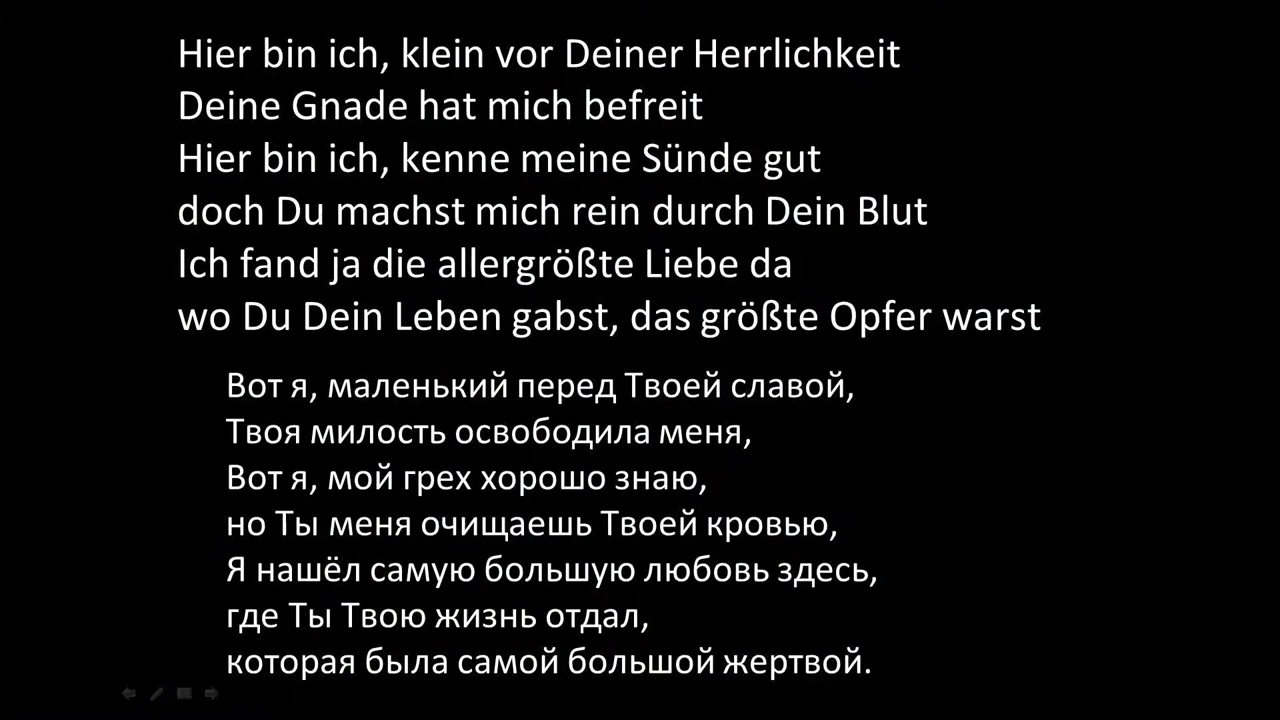 Hier bin ich, klein vor Deiner Herrlichkeit
Deine Gnade hat mich befreit
Hier bin ich, kenne meine Sünde gut
doch Du machst mich rein durch Dein Blut
Ich fand ja die allergrößte Liebe da
wo Du Dein Leben gabst, das größte Opfer warst
Вот я, маленький перед Твоей славой,
Твоя милость освободила меня,
Вот я, мой грех хорошо знаю,
но Ты меня очищаешь Твоей кровью,
Я нашёл самую большую любовь здесь,
где Ты Твою жизнь отдал,
которая была самой большой жертвой.